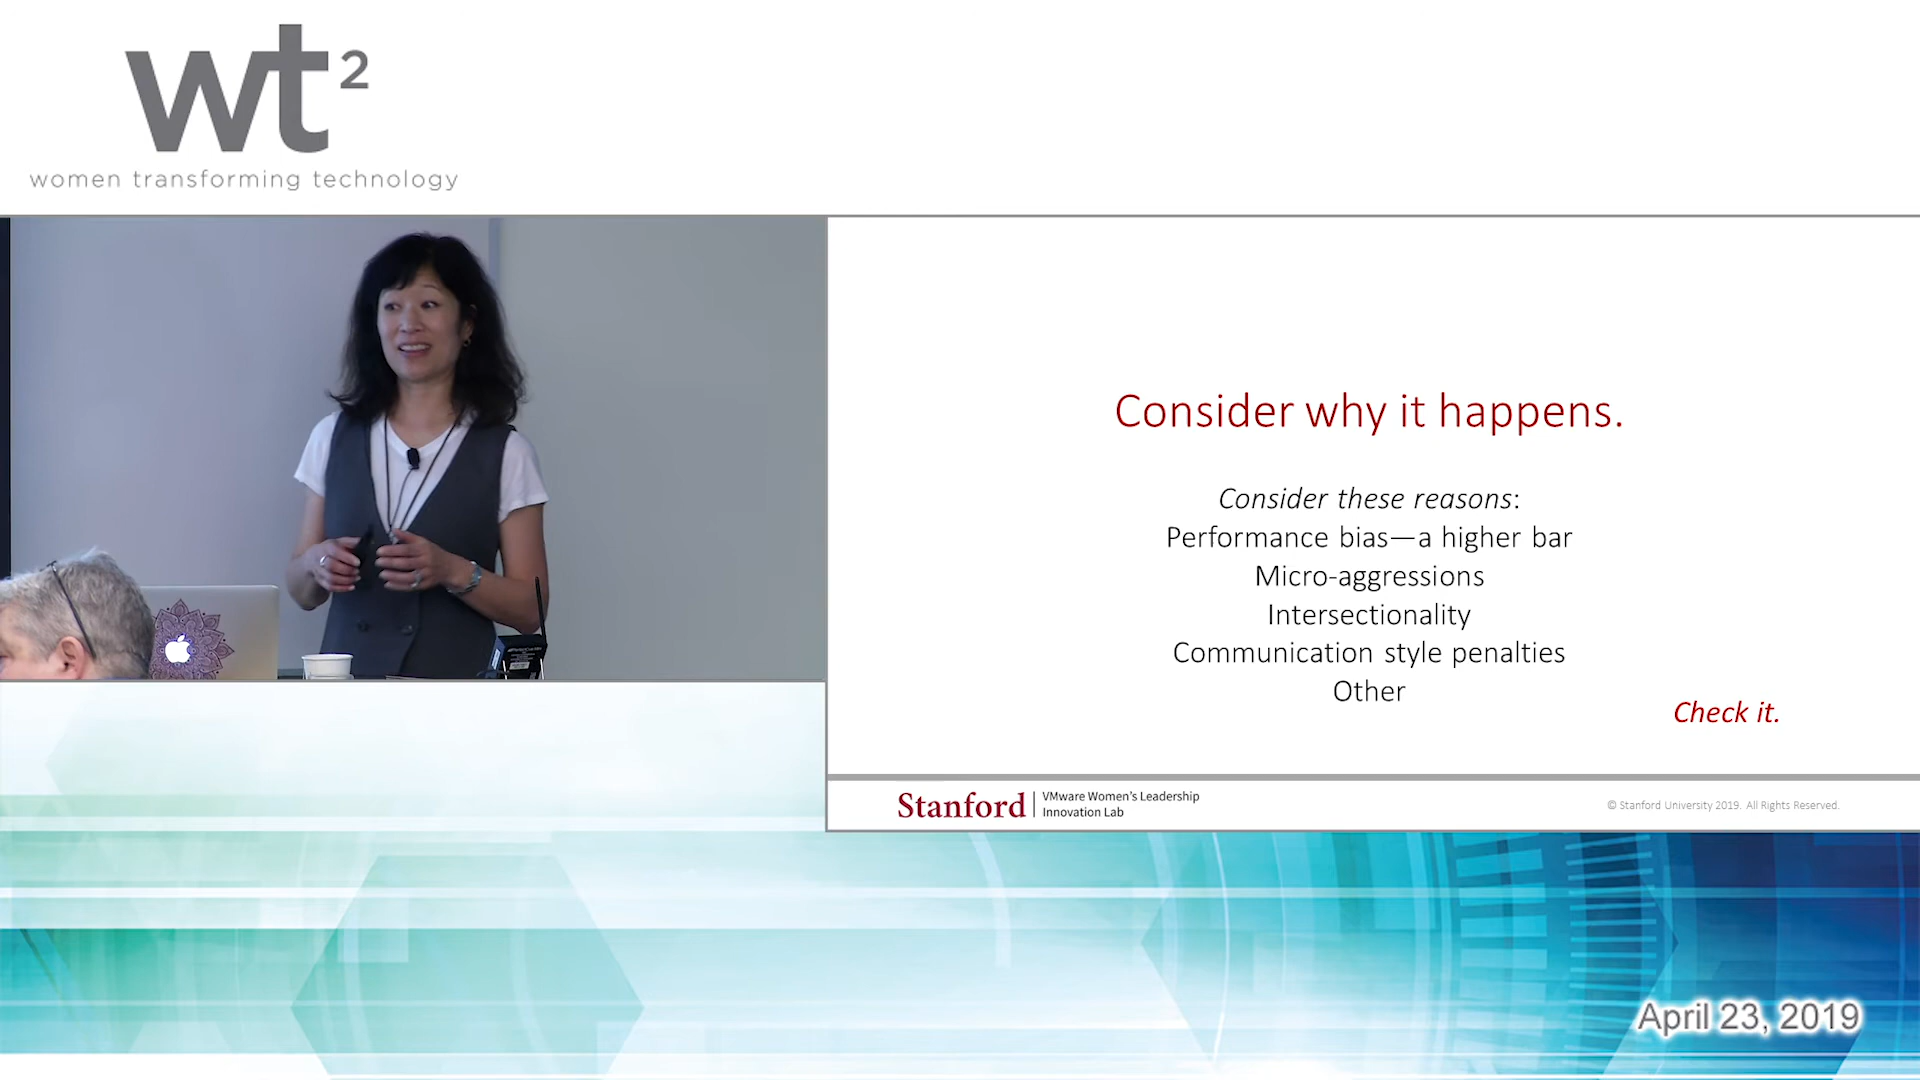 wt²
women transforming technology
Consider why it happens.
Consider these reasons:
Performance bias—a higher bar
Micro-aggressions
Intersectionality
Communication style penalties
Other
Check it.
Stanford
VMware Women's Leadership
Innovation Lab
© Stanford University 2019. All Rights Reserved.
April 23, 2019